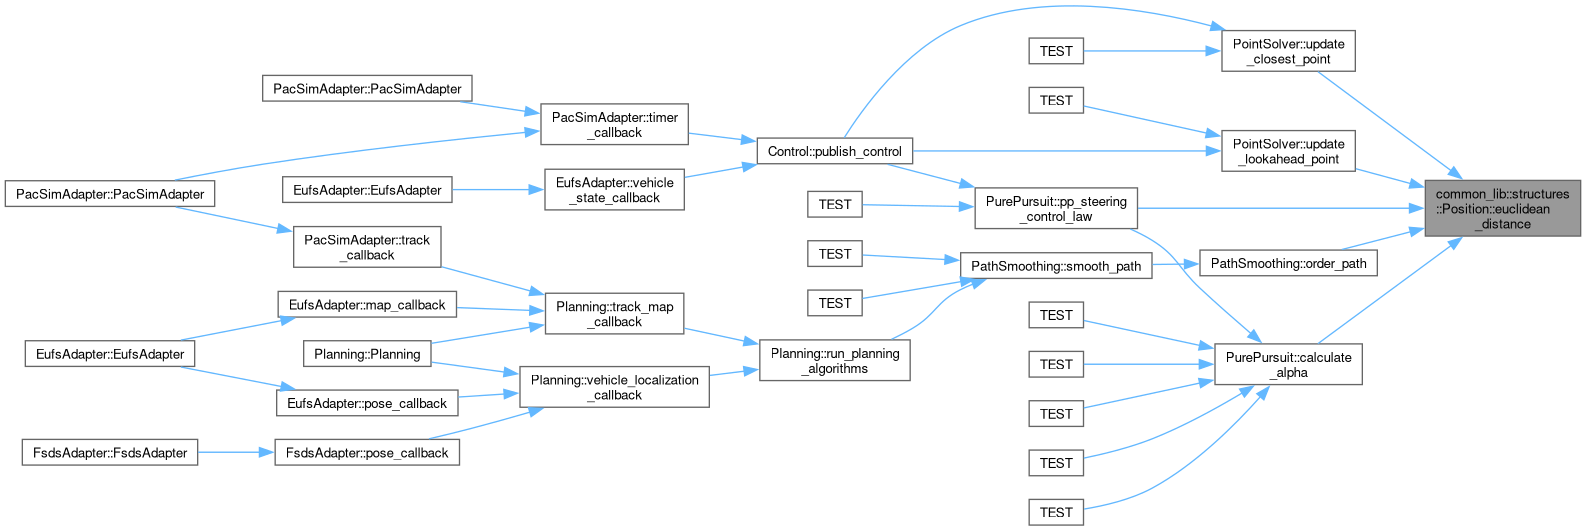 PointSolver::update
_closest_point
TEST
PacSimAdapter::PacSimAdapter
TEST
PacSimAdapter::timer
_callback
Control::publish_control
PointSolver::update
_lookahead_point
PacSimAdapter::PacSimAdapter
EufsAdapter::EufsAdapter
EufsAdapter::vehicle
_state_callback
TEST
PurePursuit::pp_steering
_control_law
common_lib::structures
::Position::euclidean
_distance
PacSimAdapter::track
_callback
TEST
PathSmoothing::smooth_path
PathSmoothing::order_path
EufsAdapter::map_callback
Planning::track_map
_callback
TEST
TEST
EufsAdapter::EufsAdapter
Planning::Planning
Planning::run_planning
_algorithms
TEST
PurePursuit::calculate
_alpha
Planning::vehicle_localization
_callback
EufsAdapter::pose_callback
TEST
FsdsAdapter::FsdsAdapter
FsdsAdapter::pose_callback
TEST
TEST